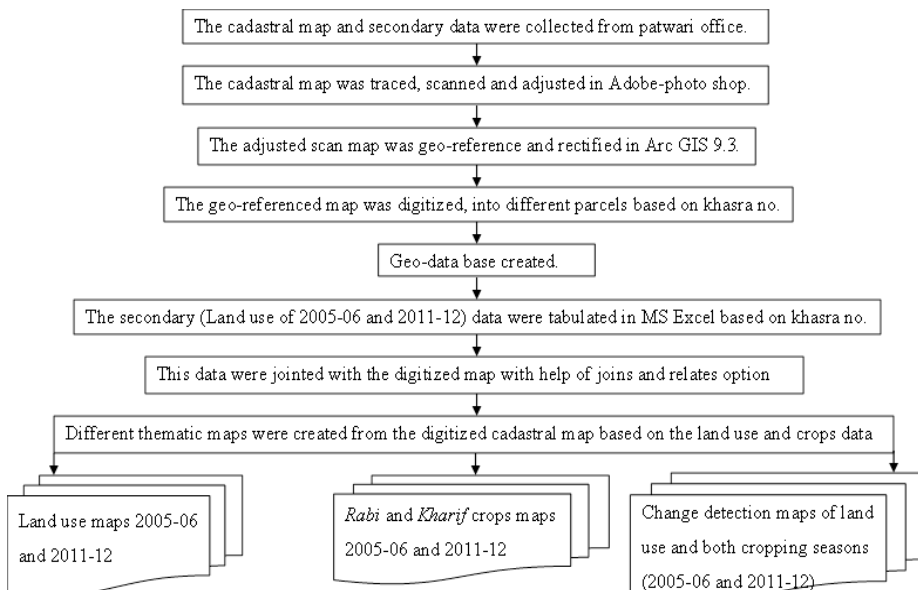 The cadastral map and secondary data were collected from patwari office.
The cadastral map was traced, scanned and adjusted in Adobe-photo shop.
The adjusted scan map was geo-reference and rectified in Arc GIS 9.3.
The geo-referenced map was digitized, into different parcels based on khasra no.
Geo-data base created.
The secondary (Land use of 2005-06 and 2011-12) data were tabulated in MS Excel based on khasra no.
This data were jointed with the digitized map with help of joins and relates option
Different thematic maps were created from the digitized cadastral map based on the land use and crops data
Land use maps 2005-06
and 2011-12
Rabi and Kharif crops maps
2005-06 and 2011-12
Change detection maps of land
use and both cropping seasons
(2005-06 and 2011-12)